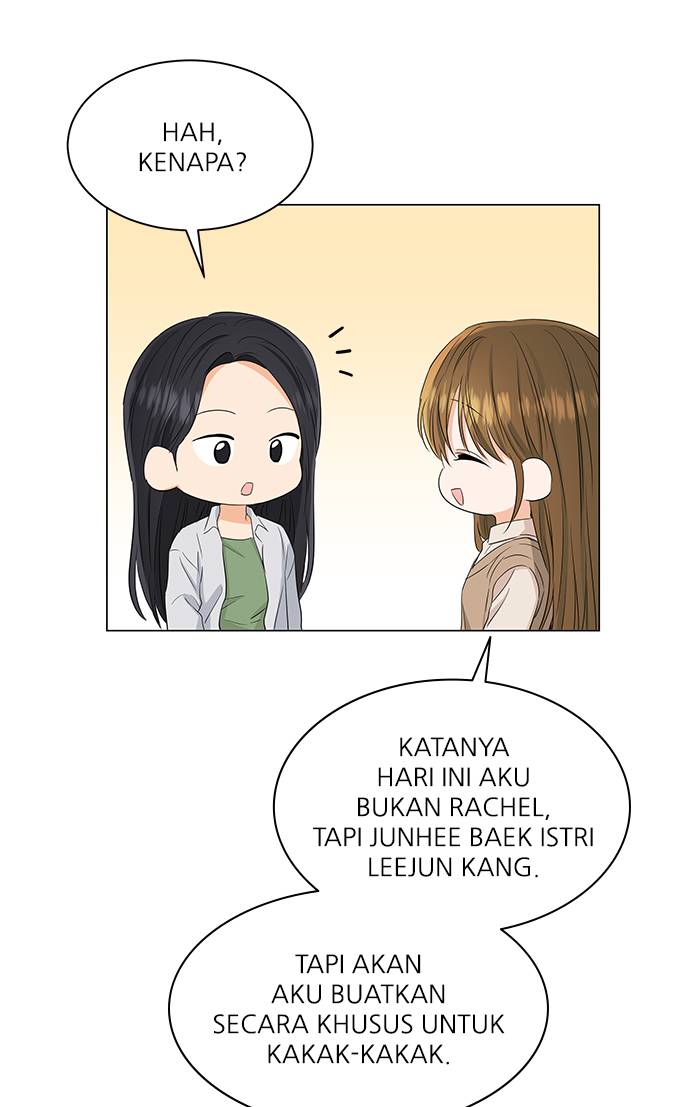 HAH,
KENAPA?
KATANYA
HARI INI AKU
BUKAN RACHEL,
TAPI JUNHEE BAEK ISTRI
LEEJUN KANG.
TAPI AKAN
AKU BUATKAN
SECARA KHUSUS UNTUK
KAKAK-KAKAK.